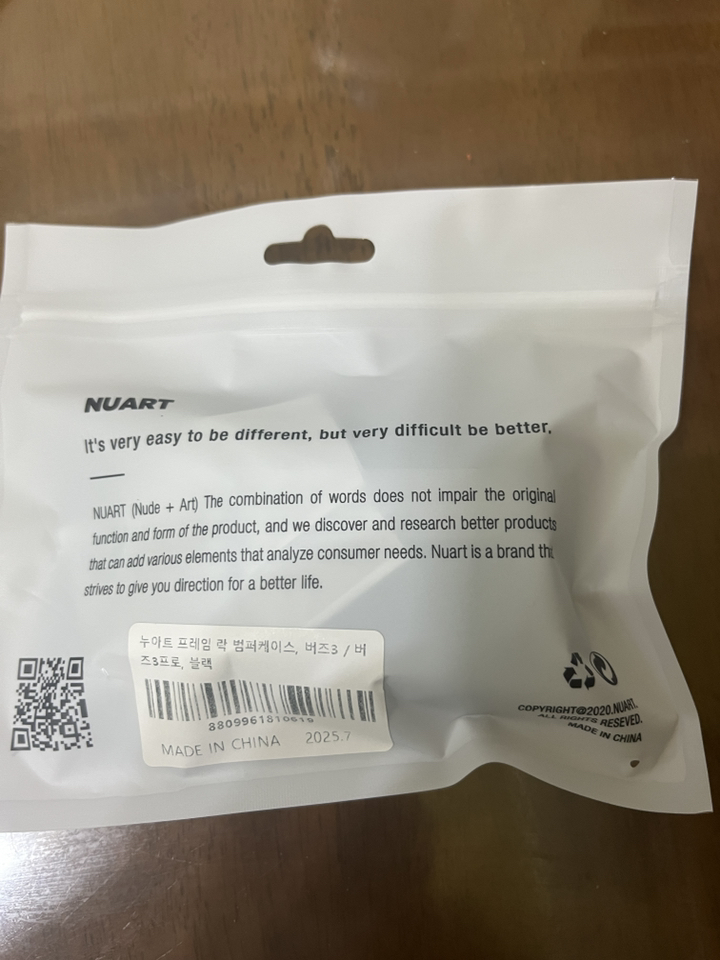 NUART
It's very easy to be different, but very difficult be better.
NUART (Nude + Art) The combination of words does not impair the original
function and form of the product, and we discover and research better products
that can add various elements that analyze consumer needs. Nuart is a brand
strives to give you direction for a better life.
누아트 프레임 락 범퍼케이스, 버즈3 / 버
즈3프로, 블랙
8809961810619
MADE IN CHINA 2025.7
COPYRIGHT@2020.NUART.
ALL RIGHTS RESEVED.
MADE IN CHINA